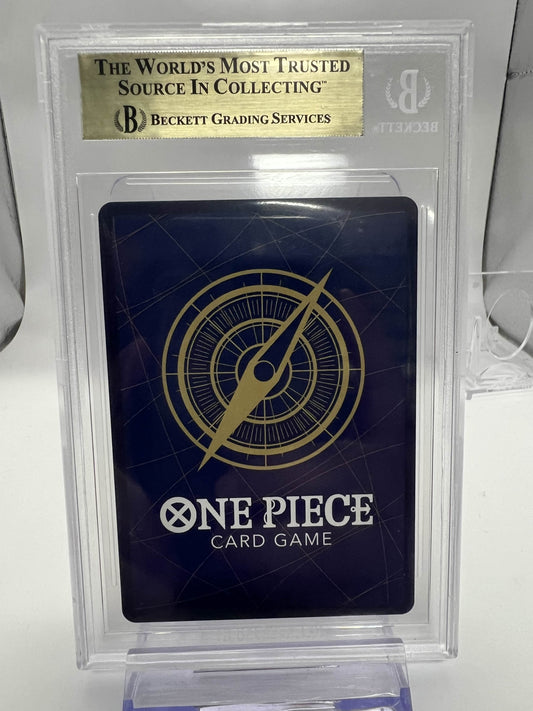 THE WORLD'S MOST TRUSTED
SOURCE IN COLLECTING™
B BECKETT GRADING SERVICES
B
BECKETT
ONE PIECE
CARD GAME